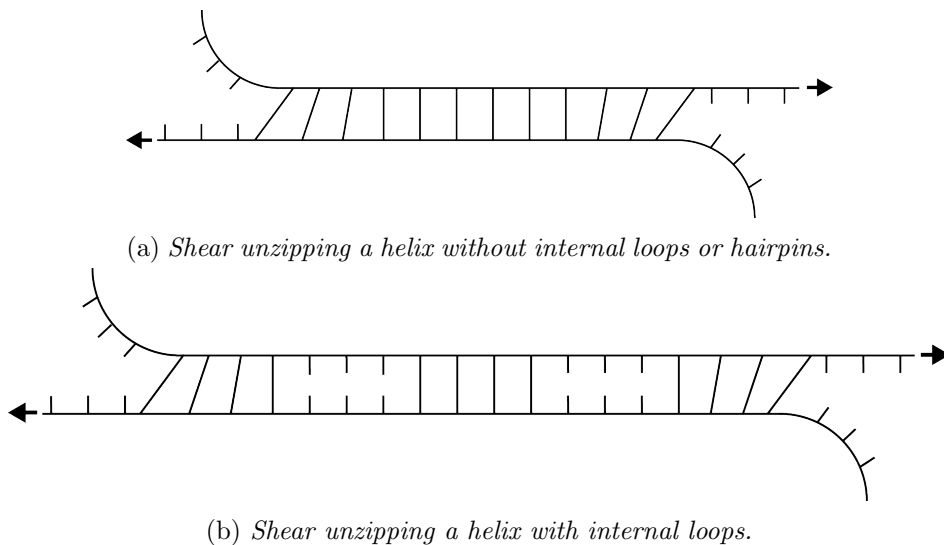 (a) Shear unzipping a helix without internal loops or hairpins.
(b) Shear unzipping a helix with internal loops.